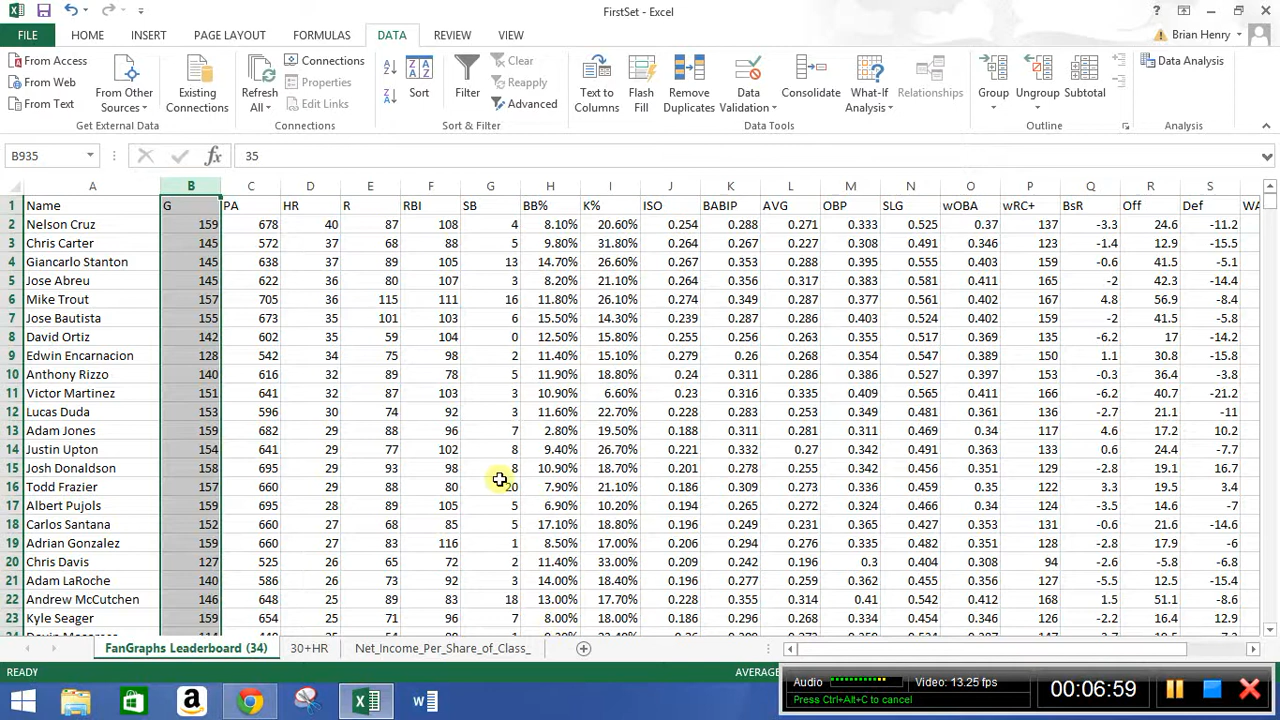 FirstSet - Excel
FILE HOME INSERT PAGE LAYOUT FORMULAS DATA REVIEW VIEW Brian Henry
From Access
From Web
From Text
From Other Sources
Existing Connections
Get External Data
Refresh All
Connections
Properties
Edit Links
Connections
Sort
Filter
Clear
Reapply
Advanced
Sort & Filter
Text to Columns
Flash Fill
Remove Duplicates
Data Validation
Consolidate
What-If Analysis
Relationships
Data Tools
Group
Ungroup
Subtotal
Outline
Data Analysis
Analysis
B935 fx 35
A B C D E F G H I J K L M N O P Q R S
1 Name G PA HR R RBI SB BB% K% ISO BABIP AVG OBP SLG wOBA wRC+ BsR Off Def WA
2 Nelson Cruz 159 678 40 87 108 4 8.10% 20.60% 0.254 0.288 0.271 0.333 0.525 0.37 137 -3.3 24.6 -11.2
3 Chris Carter 145 572 37 68 88 5 9.80% 31.80% 0.264 0.267 0.227 0.308 0.491 0.346 123 -1.4 12.9 -15.5
4 Giancarlo Stanton 145 638 37 89 105 13 14.70% 26.60% 0.267 0.353 0.288 0.395 0.555 0.403 159 -0.6 41.5 -5.1
5 Jose Abreu 145 622 36 80 107 3 8.20% 21.10% 0.264 0.356 0.317 0.383 0.581 0.411 165 -2 42.3 -14.4
6 Mike Trout 157 705 36 115 111 16 11.80% 26.10% 0.274 0.349 0.287 0.377 0.561 0.402 167 4.8 56.9 -8.4
7 Jose Bautista 155 673 35 101 103 6 15.50% 14.30% 0.239 0.287 0.286 0.403 0.524 0.402 159 -2 41.5 -5.8
8 David Ortiz 142 602 35 59 104 0 12.50% 15.80% 0.255 0.256 0.263 0.355 0.517 0.369 135 -6.2 17 -14.2
9 Edwin Encarnacion 128 542 34 75 98 2 11.40% 15.10% 0.279 0.26 0.268 0.354 0.547 0.389 150 1.1 30.8 -15.8
10 Anthony Rizzo 140 616 32 89 78 5 11.90% 18.80% 0.24 0.311 0.286 0.386 0.527 0.397 153 -0.3 36.4 -3.8
11 Victor Martinez 151 641 32 87 103 3 10.90% 6.60% 0.23 0.316 0.335 0.409 0.565 0.411 166 -6.2 40.7 -21.2
12 Lucas Duda 153 596 30 74 92 3 11.60% 22.70% 0.228 0.283 0.253 0.349 0.481 0.361 136 -2.7 21.1 -11
13 Adam Jones 159 682 29 88 96 7 2.80% 19.50% 0.188 0.311 0.281 0.311 0.469 0.34 117 4.6 17.2 10.2
14 Justin Upton 154 641 29 77 102 8 9.40% 26.70% 0.221 0.332 0.27 0.342 0.491 0.363 133 0.6 24.4 -7.7
15 Josh Donaldson 158 695 29 93 98 8 10.90% 18.70% 0.201 0.278 0.255 0.342 0.456 0.349 129 -2.8 19.1 16.7
16 Todd Frazier 157 660 29 88 80 20 7.90% 21.10% 0.186 0.309 0.273 0.336 0.459 0.35 122 3.3 19.5 3.4
17 Albert Pujols 159 695 28 89 105 5 6.90% 10.20% 0.194 0.265 0.272 0.324 0.466 0.34 124 -3.5 14.6 -7
18 Carlos Santana 152 660 27 68 85 5 17.10% 18.80% 0.196 0.249 0.231 0.365 0.427 0.353 131 -0.6 21.6 -14.6
19 Adrian Gonzalez 159 660 27 83 116 1 8.50% 17.00% 0.206 0.294 0.276 0.335 0.482 0.352 128 -2.8 17.9 -6
20 Chris Davis 127 525 26 65 72 2 11.40% 33.00% 0.209 0.242 0.196 0.3 0.404 0.308 94 -2.6 -5.8 -6.8
21 Adam LaRoche 140 586 26 73 92 3 14.00% 18.40% 0.196 0.277 0.259 0.362 0.455 0.356 127 -5.5 12.5 -15.4
22 Andrew McCutchen 146 648 25 89 83 18 13.00% 17.70% 0.228 0.355 0.314 0.41 0.542 0.412 168 1.5 51.1 -8.6
23 Kyle Seager 159 654 25 71 96 7 8.00% 18.00% 0.186 0.296 0.268 0.334 0.454 0.346 126 -0.2 19.4 12.9
FanGraphs Leaderboard (34) 30+HR Net_Income_Per_Share_of_Class_
READY AVERAG
Audio Video: 13.25 fps 00:06:59
Press Ctrl+Alt+C to cancel